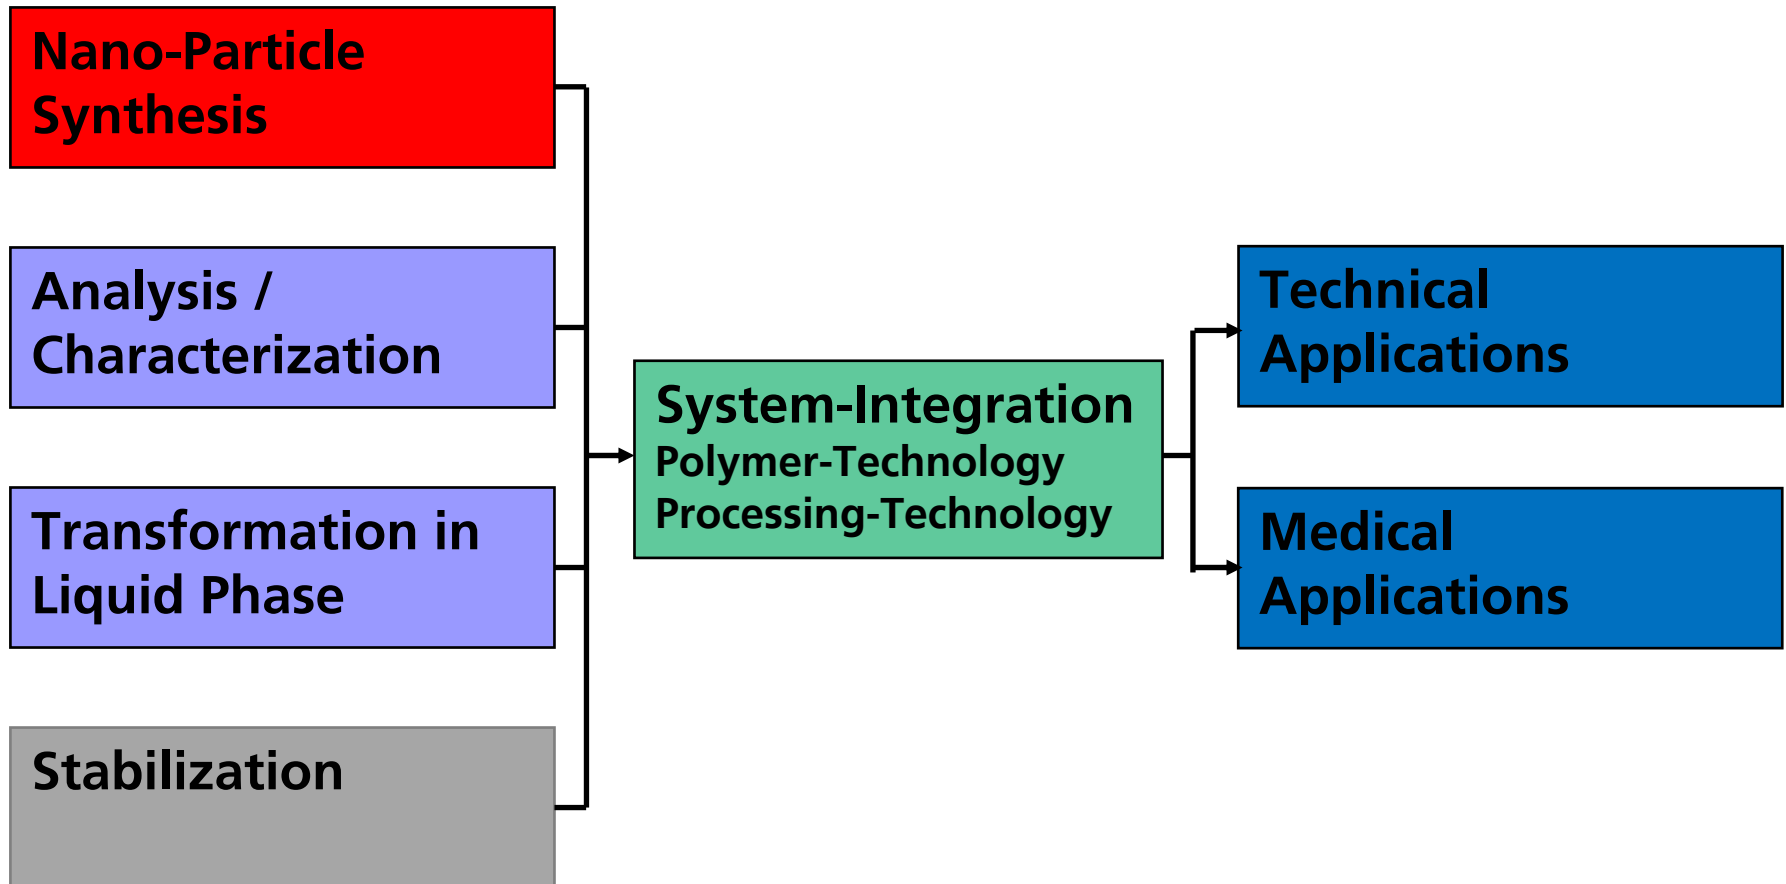 Nano-Particle
Synthesis
Analysis /
Characterization
Transformation in
Liquid Phase
Stabilization
System-Integration
Polymer-Technology
Processing-Technology
Technical
Applications
Medical
Applications